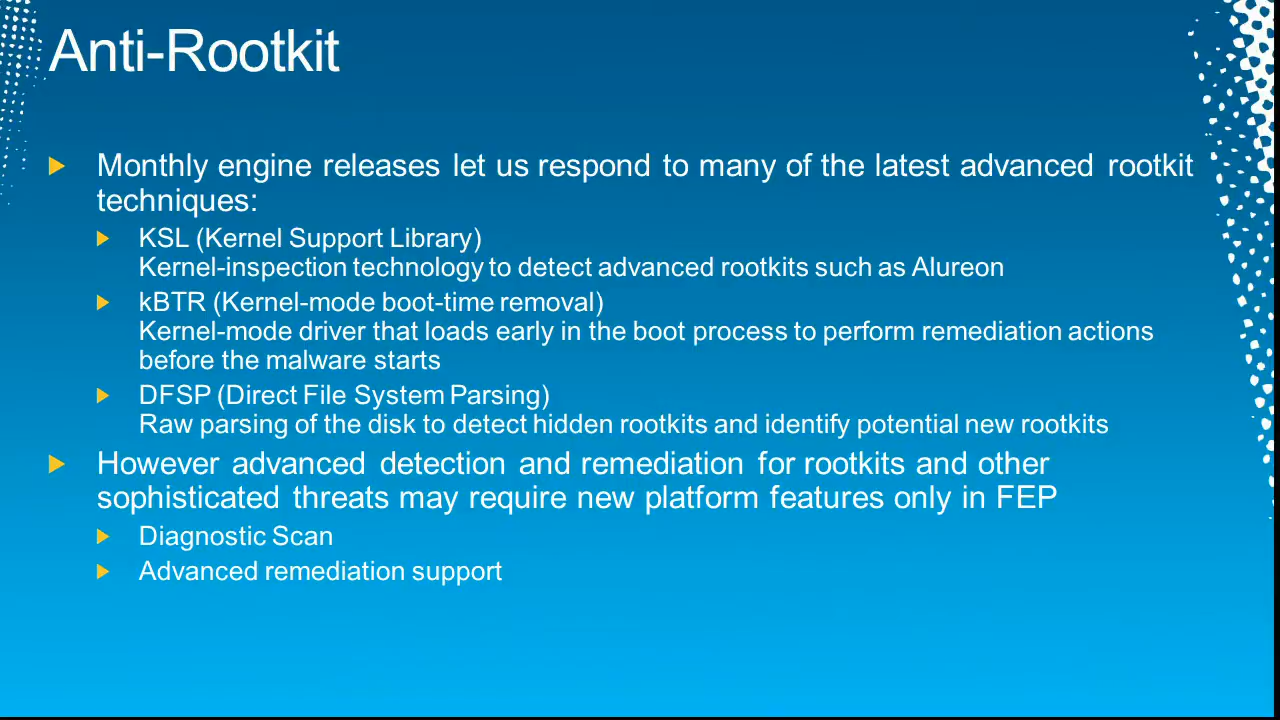 Anti-Rootkit
Monthly engine releases let us respond to many of the latest advanced rootkit
techniques:
KSL (Kernel Support Library)
Kernel-inspection technology to detect advanced rootkits such as Alureon
kBTR (Kernel-mode boot-time removal)
Kernel-mode driver that loads early in the boot process to perform remediation actions
before the malware starts
DFSP (Direct File System Parsing)
Raw parsing of the disk to detect hidden rootkits and identify potential new rootkits
However advanced detection and remediation for rootkits and other
sophisticated threats may require new platform features only in FEP
Diagnostic Scan
Advanced remediation support